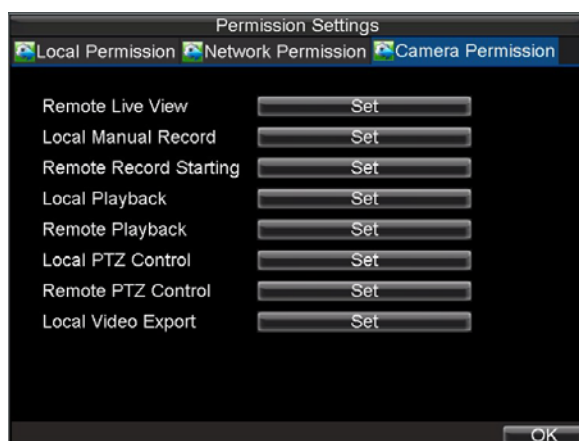 Permission Settings
Local Permission Network Permission Camera Permission
Remote Live View Set
Local Manual Record Set
Remote Record Starting Set
Local Playback Set
Remote Playback Set
Local PTZ Control Set
Remote PTZ Control Set
Local Video Export Set
OK